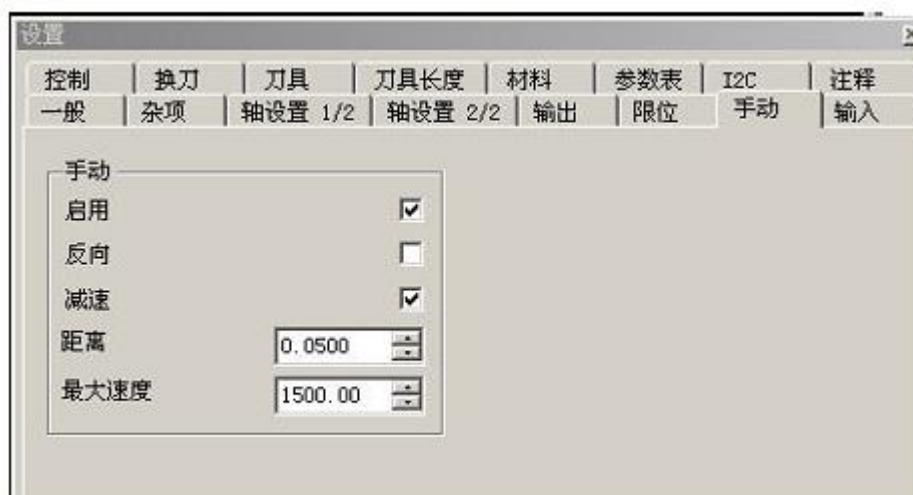 设置
控制 换刀 刀具 刀具长度 材料 参数表 I2C 注释
一般 杂项 轴设置 1/2 轴设置 2/2 输出 限位 手动 输入
手动
启用
反向
减速
距离 0.0500
最大速度 1500.00